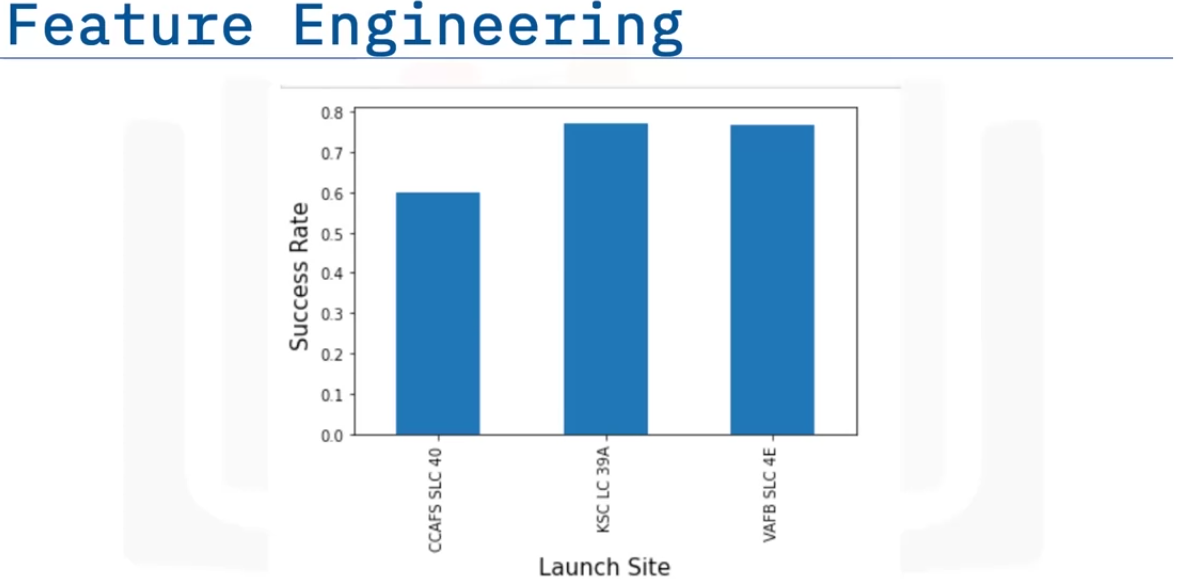 Feature Engineering
Success Rate
0.8
0.7
0.6
0.5
0.4
0.3
0.2
0.1
0.0
CCAFS SLC 40
KSC LC 39A
VAFB SLC 4E
Launch Site